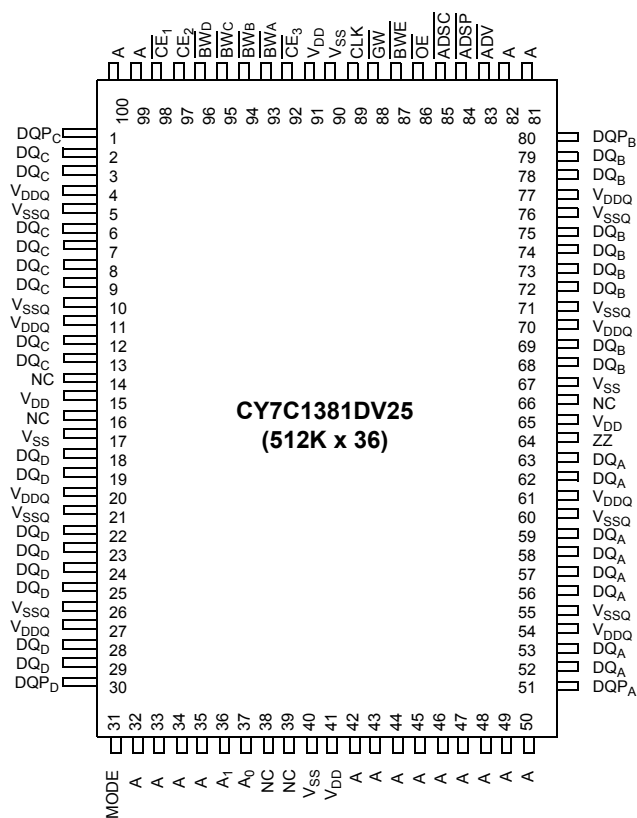 A A CE1 CE2 BWD BWC BWB BWA CE3 VDD VSS CLK GW BWE OE ADSC ADSP ADV A A
100 99 98 97 96 95 94 93 92 91 90 89 88 87 86 85 84 83 82 81
DQPC 1
DQC 2
DQC 3
VDDQ 4
VSSQ 5
DQC 6
DQC 7
DQC 8
DQC 9
VSSQ 10
VDDQ 11
DQC 12
DQC 13
NC 14
VDD 15
NC 16
VSS 17
DQD 18
DQD 19
VDDQ 20
VSSQ 21
DQD 22
DQD 23
DQD 24
DQD 25
VSSQ 26
VDDQ 27
DQD 28
DQD 29
DQPD 30
CY7C1381DV25
(512K x 36)
80 DQPB
79 DQB
78 DQB
77 VDDQ
76 VSSQ
75 DQB
74 DQB
73 DQB
72 DQB
71 VSSQ
70 VDDQ
69 DQB
68 DQB
67 VSS
66 NC
65 VDD
64 ZZ
63 DQA
62 DQA
61 VDDQ
60 VSSQ
59 DQA
58 DQA
57 DQA
56 DQA
55 VSSQ
54 VDDQ
53 DQA
52 DQA
51 DQPA
31 32 33 34 35 36 37 38 39 40 41 42 43 44 45 46 47 48 49 50
MODE A A A A A1 A0 NC NC VSS VDD A A A A A A A A A